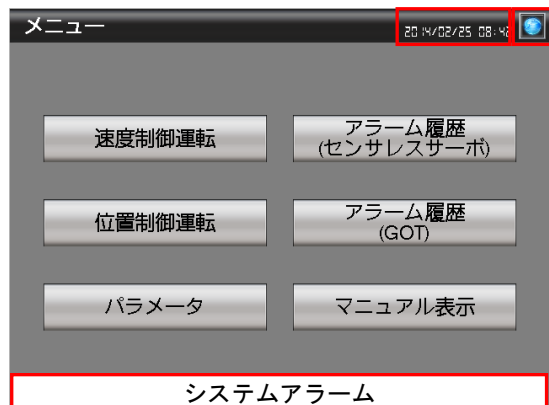 メニュー
2014/02/25 08:42
速度制御運転
アラーム履歴
(センサレスサーボ)
位置制御運転
アラーム履歴
(GOT)
パラメータ
マニュアル表示
システムアラーム